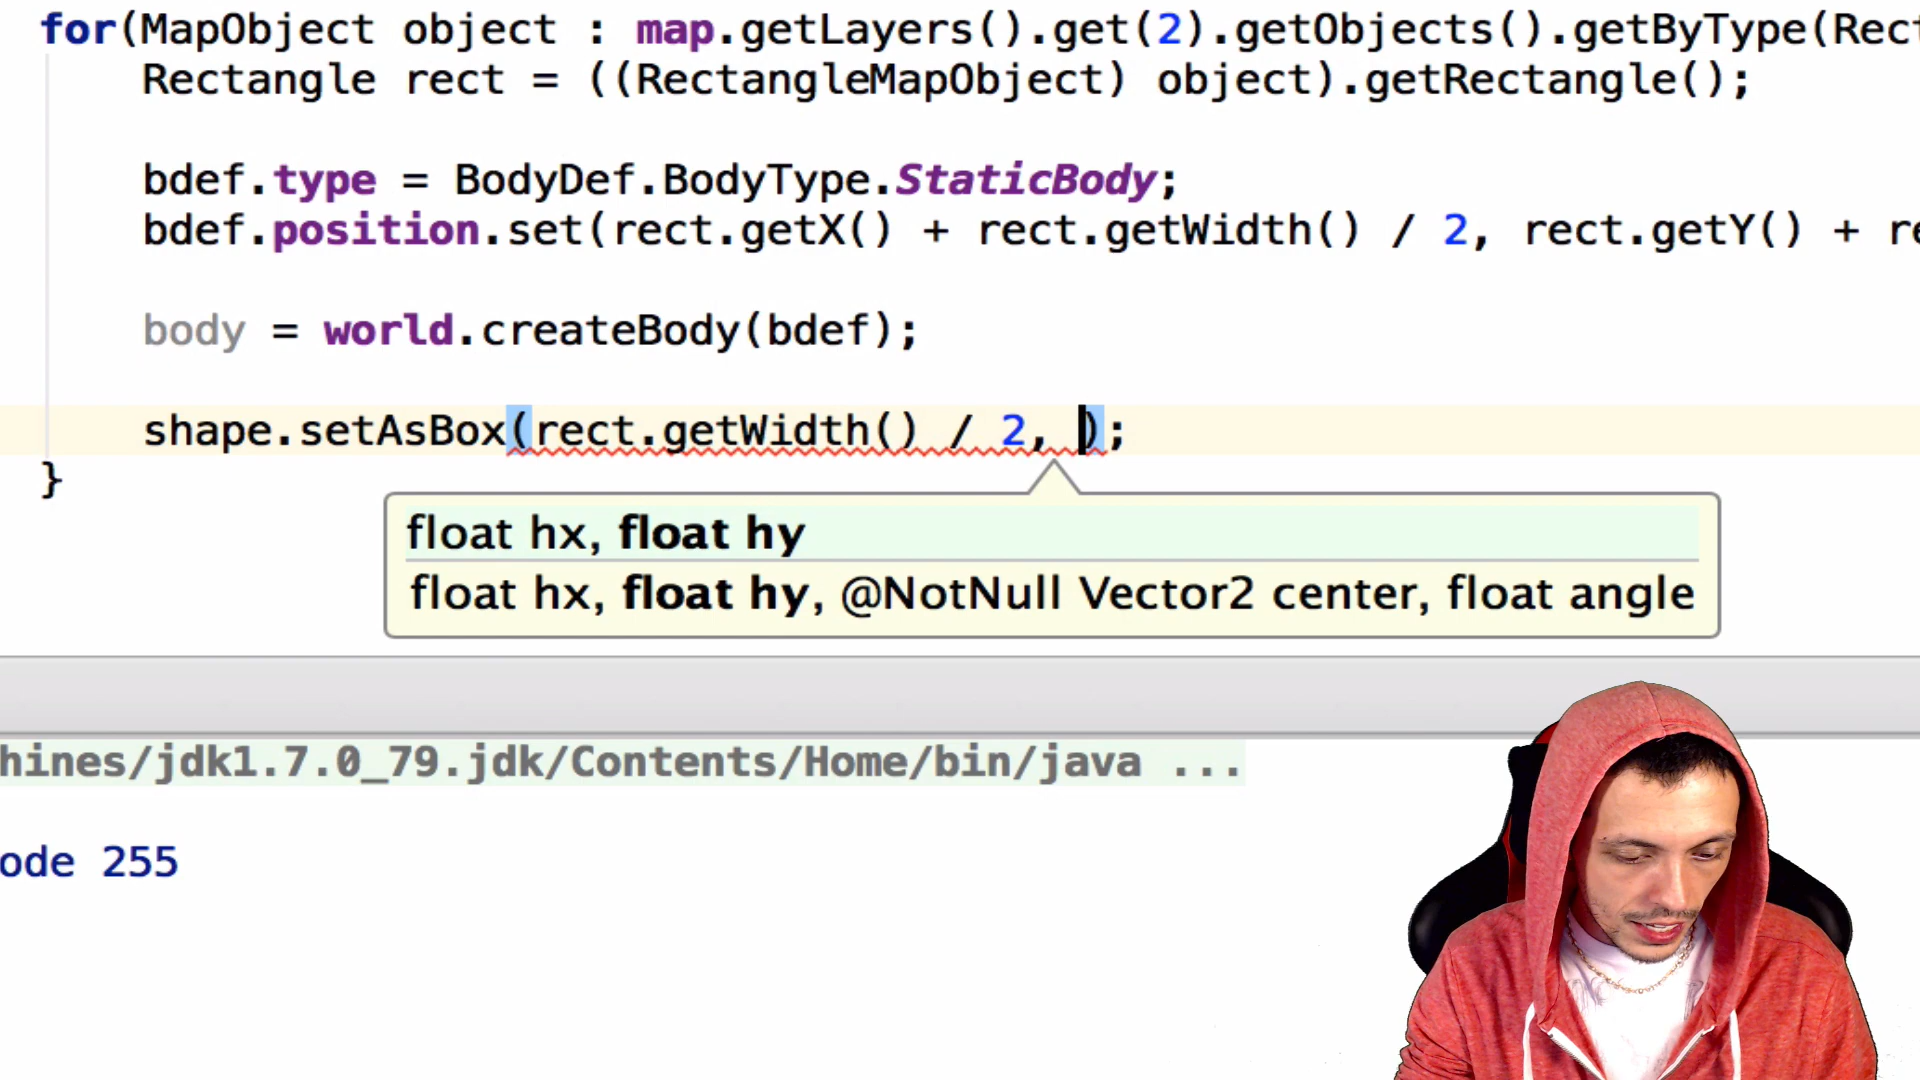 for(MapObject object : map.getLayers().get(2).getObjects().getByType(Rect
Rectangle rect = ((RectangleMapObject) object).getRectangle();
bdef.type = BodyDef.BodyType.StaticBody;
bdef.position.set(rect.getX() + rect.getWidth() / 2, rect.getY() + re
body = world.createBody(bdef);
shape.setAsBox(rect.getWidth() / 2, );
}
float hx, float hy
float hx, float hy, @NotNull Vector2 center, float angle
hines/jdk1.7.0_79.jdk/Contents/Home/bin/java ...
ode 255